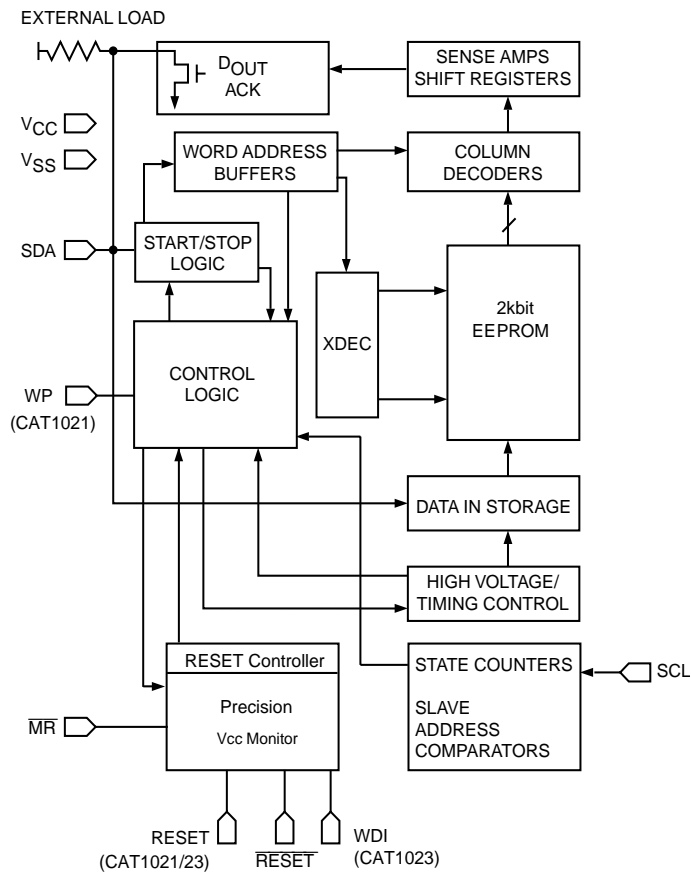 EXTERNAL LOAD
DOUT
ACK
SENSE AMPS
SHIFT REGISTERS
VCC
VSS
WORD ADDRESS
BUFFERS
COLUMN
DECODERS
SDA
START/STOP
LOGIC
2kbit
EEPROM
XDEC
CONTROL
LOGIC
WP
(CAT1021)
DATA IN STORAGE
HIGH VOLTAGE/
TIMING CONTROL
RESET Controller
STATE COUNTERS
SCL
Precision
Vcc Monitor
MR
SLAVE
ADDRESS
COMPARATORS
RESET
(CAT1021/23)
RESET
WDI
(CAT1023)